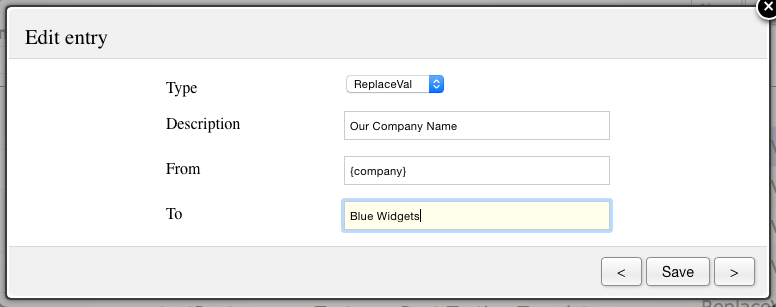 Edit entry
Type ReplaceVal
Description Our Company Name
From {company}
To Blue Widgets
< Save >